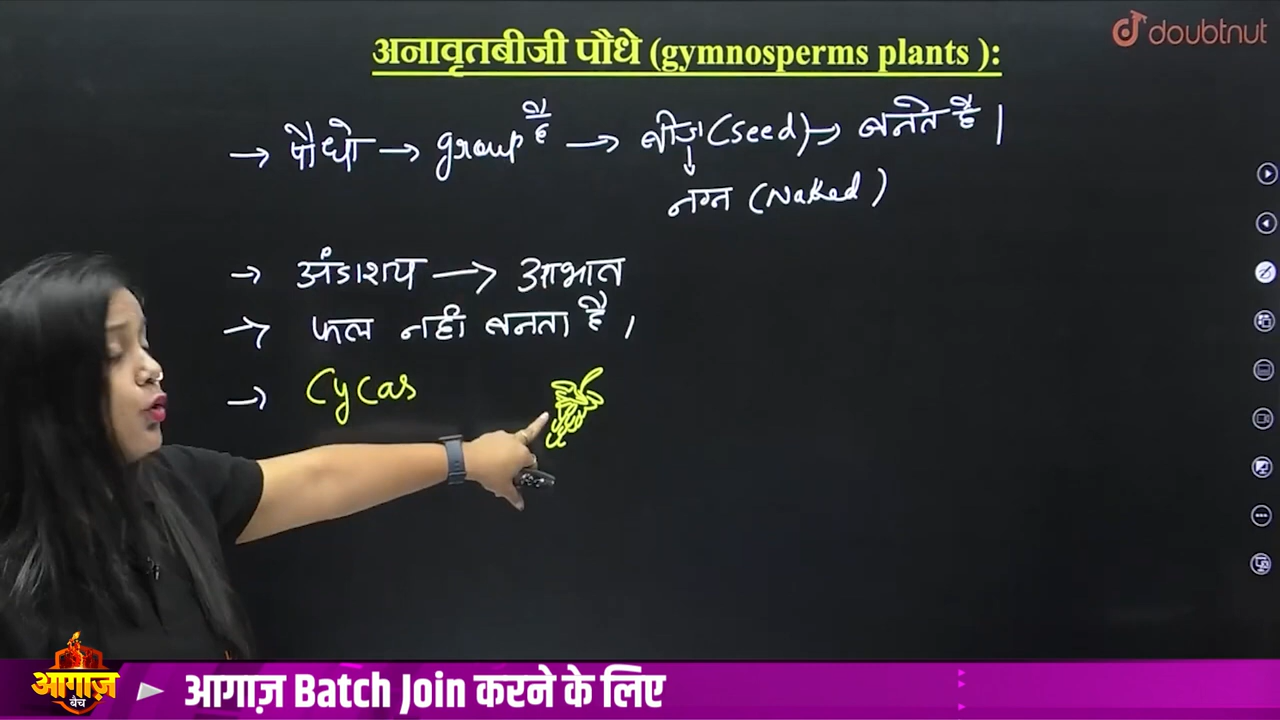 doubtnut
अनावृतबीजी पौधे (gymnosperms plants ):
→ पौधो → group है → बीज (seed) → बनते है ।
↓
नग्न (Naked)
→ अंडाशय → आभात
→ फल नहीं बनता है ।
→ Cycas
आगाज़
बैच
आगाज़ Batch Join करने के लिए